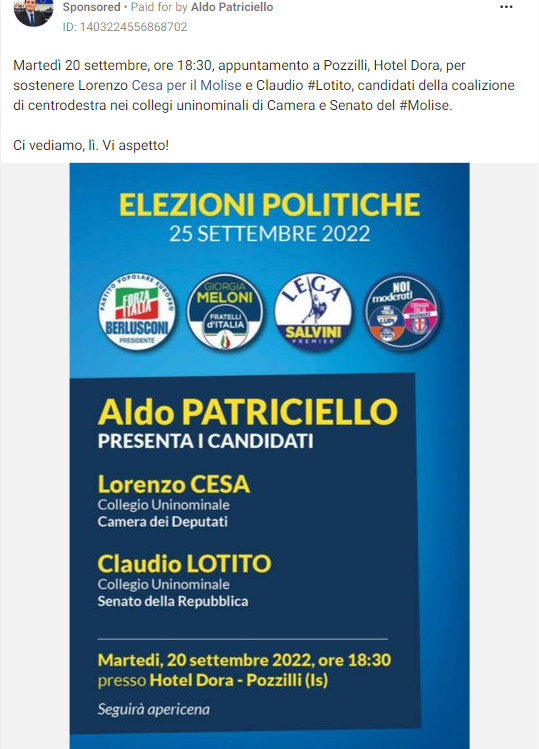 Sponsored • Paid for by Aldo Patriciello
ID: 1403224556868702
Martedì 20 settembre, ore 18:30, appuntamento a Pozzilli, Hotel Dora, per
sostenere Lorenzo Cesa per il Molise e Claudio #Lotito, candidati della coalizione
di centrodestra nei collegi uninominali di Camera e Senato del #Molise.
Ci vediamo, lì. Vi aspetto!
ELEZIONI POLITICHE
25 SETTEMBRE 2022
PARTITO POPOLARE EUROPEO
FORZA
ITALIA
BERLUSCONI
PRESIDENTE
GIORGIA
MELONI
FRATELLI
d'ITALIA
LEGA
SALVINI
PREMIER
NOI
moderati
Aldo PATRICIELLO
PRESENTA I CANDIDATI
Lorenzo CESA
Collegio Uninominale
Camera dei Deputati
Claudio LOTITO
Collegio Uninominale
Senato della Repubblica
Martedi, 20 settembre 2022, ore 18:30
presso Hotel Dora - Pozzilli (Is)
Seguirà apericena